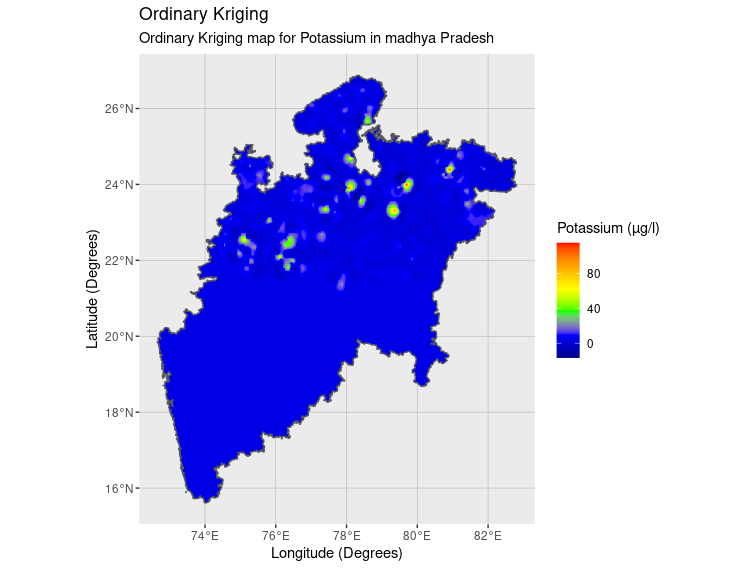 Ordinary Kriging
Ordinary Kriging map for Potassium in madhya Pradesh
26°N
24°N
22°N
20°N
18°N
16°N
Latitude (Degrees)
74°E 76°E 78°E 80°E 82°E
Longitude (Degrees)
Potassium (µg/l)
80
40
0